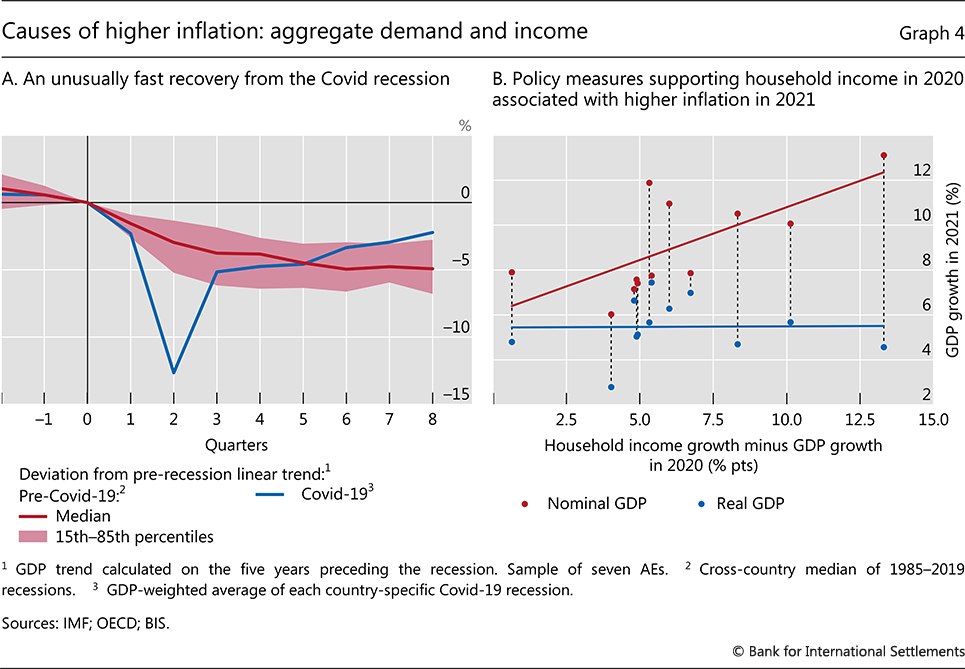 Causes of higher inflation: aggregate demand and income
Graph 4
A. An unusually fast recovery from the Covid recession
B. Policy measures supporting household income in 2020
associated with higher inflation in 2021
%
0
–5
–10
–15
–1 0 1 2 3 4 5 6 7 8
Quarters
12
10
8
6
4
2
GDP growth in 2021 (%)
2.5 5.0 7.5 10.0 12.5 15.0
Household income growth minus GDP growth
in 2020 (% pts)
Deviation from pre-recession linear trend:1
Pre-Covid-19:2
Covid-193
Median
15th–85th percentiles
Nominal GDP
Real GDP
1 GDP trend calculated on the five years preceding the recession. Sample of seven AEs. 2 Cross-country median of 1985–2019
recessions. 3 GDP-weighted average of each country-specific Covid-19 recession.
Sources: IMF; OECD; BIS.
© Bank for International Settlements